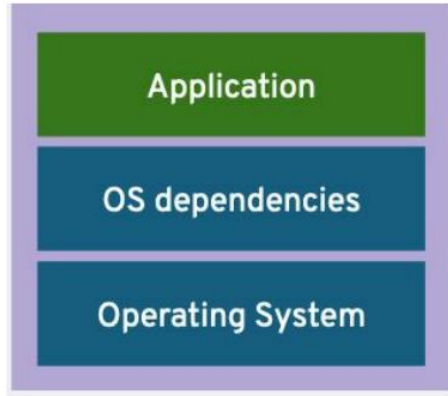 Application
OS dependencies
Operating System